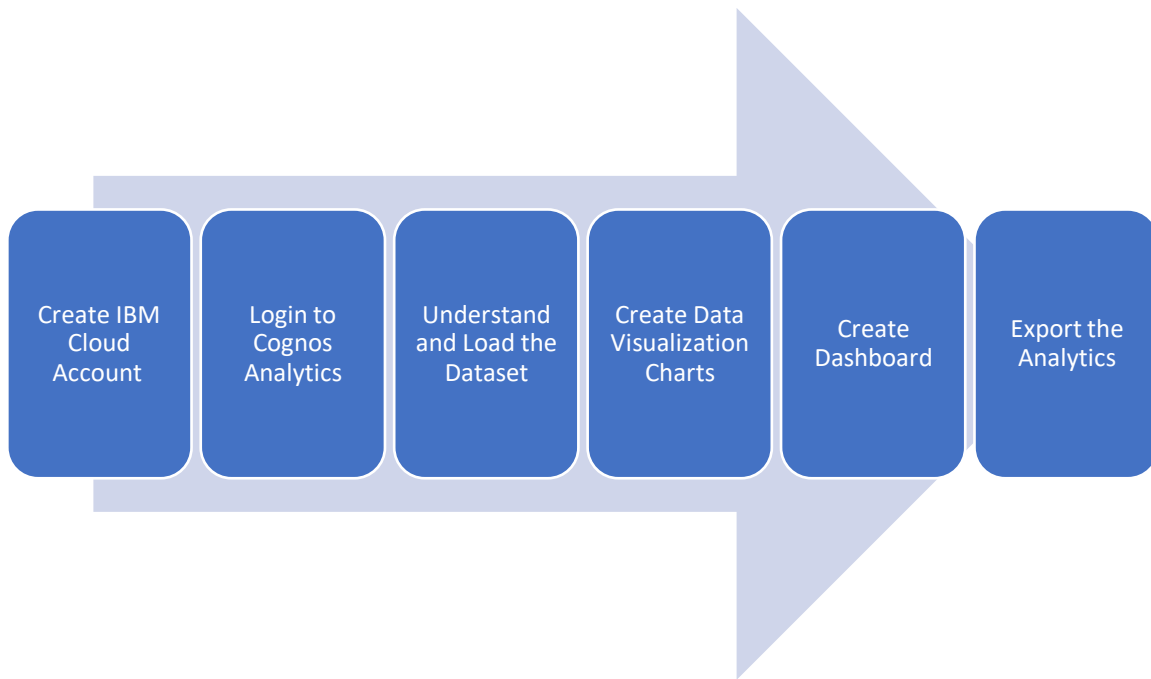 Create IBM
Cloud
Account
Login to
Cognos
Analytics
Understand
and Load the
Dataset
Create Data
Visualization
Charts
Create
Dashboard
Export the
Analytics